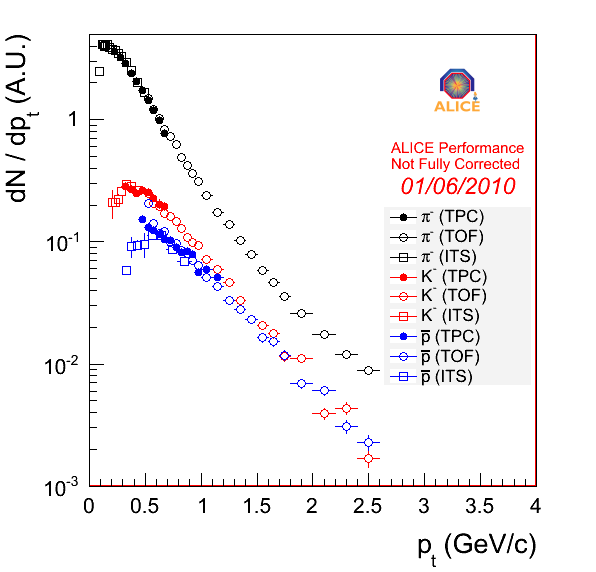 dN / dpt (A.U.)
1
10-1
10-2
10-3
0 0.5 1 1.5 2 2.5 3 3.5 4
pt (GeV/c)
ALICE
ALICE Performance
Not Fully Corrected
01/06/2010
π- (TPC)
π- (TOF)
π- (ITS)
K- (TPC)
K- (TOF)
K- (ITS)
p̅ (TPC)
p̅ (TOF)
p̅ (ITS)